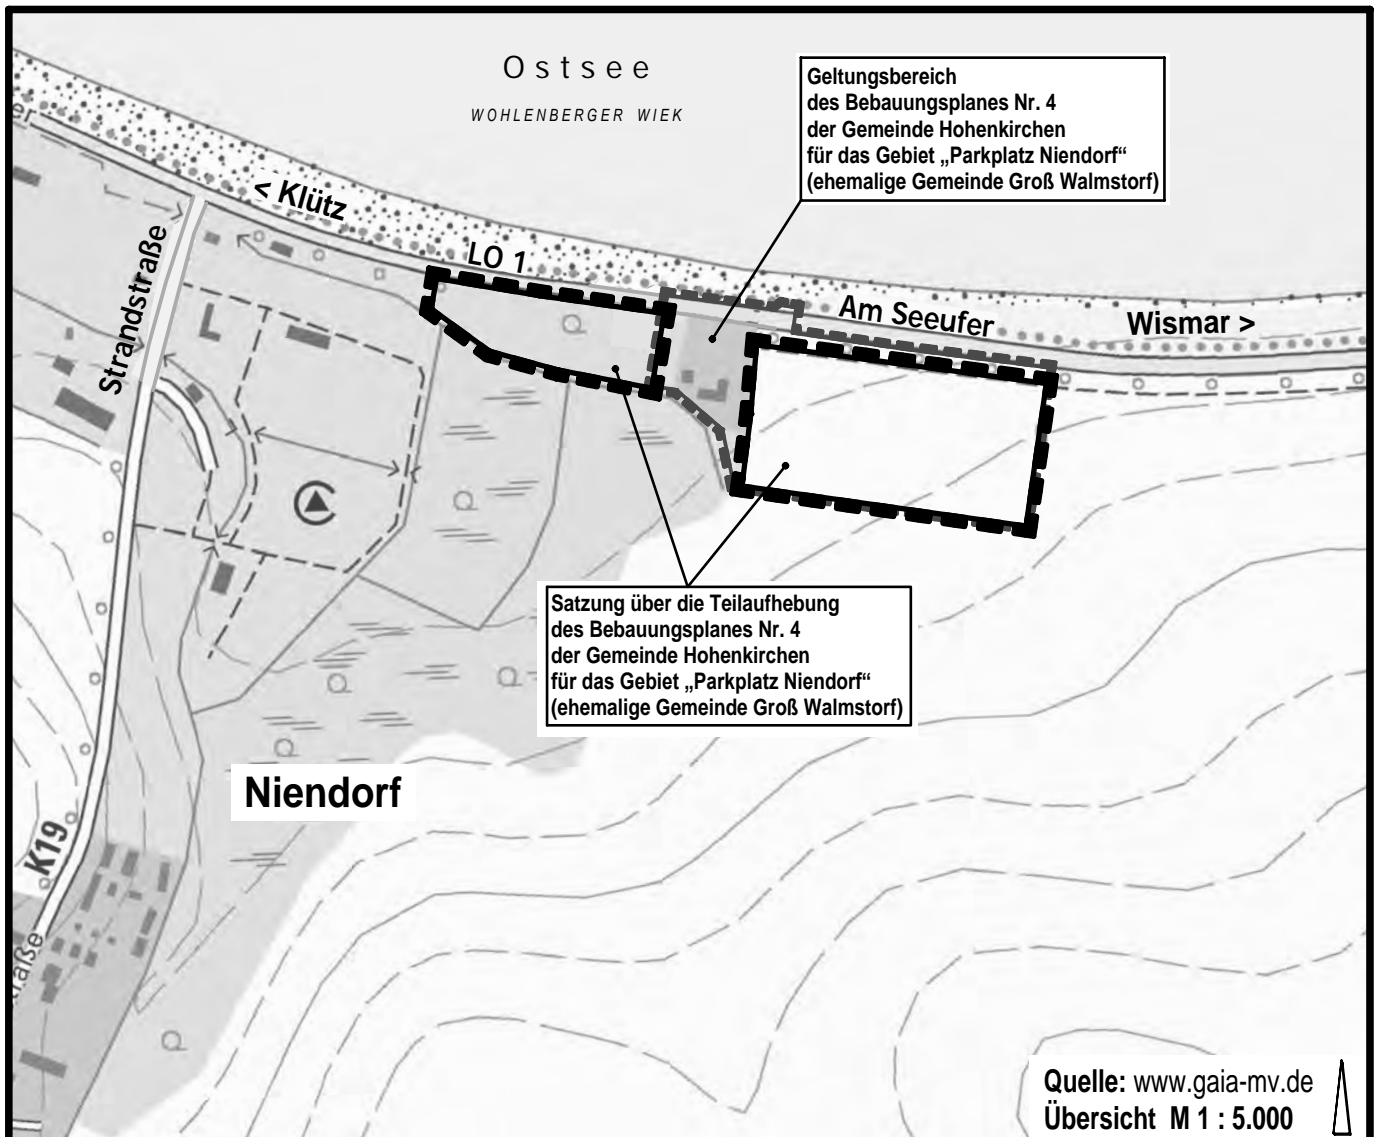 Ostsee
WOHLENBERGER WIEK
Geltungsbereich
des Bebauungsplanes Nr. 4
der Gemeinde Hohenkirchen
für das Gebiet „Parkplatz Niendorf“
(ehemalige Gemeinde Groß Walmstorf)
er
< Klütz
Strandstraße
LO 1
Am Seeufer
Wismar >
Satzung über die Teilaufhebung
des Bebauungsplanes Nr. 4
der Gemeinde Hohenkirchen
für das Gebiet „Parkplatz Niendorf“
(ehemalige Gemeinde Groß Walmstorf)
Niendorf
K19
traße
Quelle: www.gaia-mv.de
Übersicht M 1 : 5.000